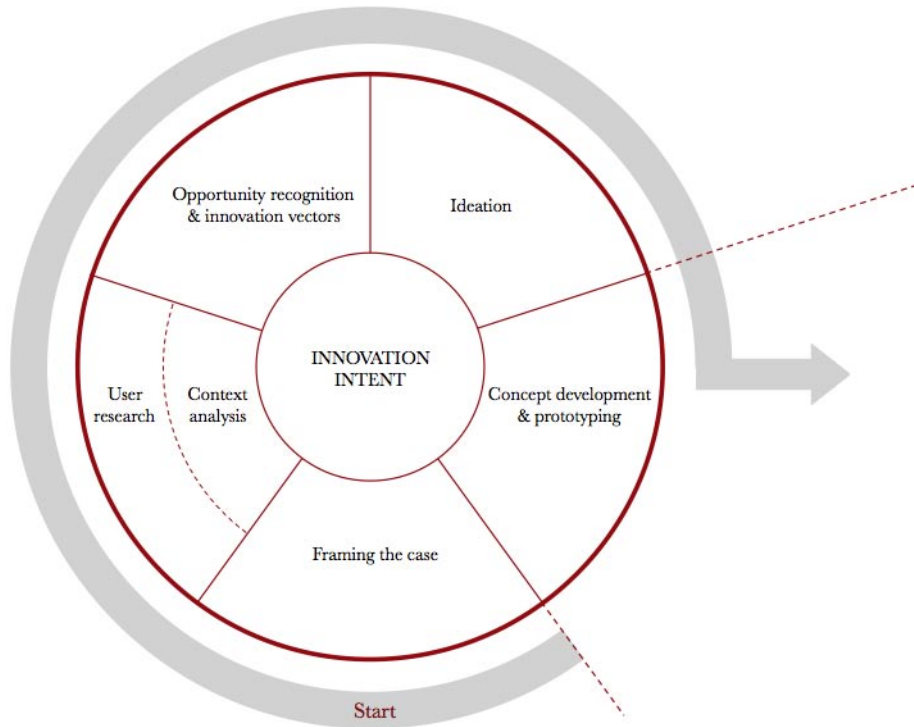 Opportunity recognition
& innovation vectors
Ideation
User
research
Context
analysis
INNOVATION
INTENT
Concept development
& prototyping
Framing the case
Start